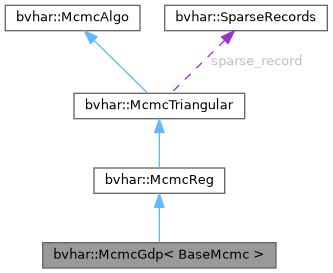 bvhar::McmcAlgo
bvhar::SparseRecords
sparse_record
bvhar::McmcTriangular
bvhar::McmcReg
bvhar::McmcGdp< BaseMcmc >